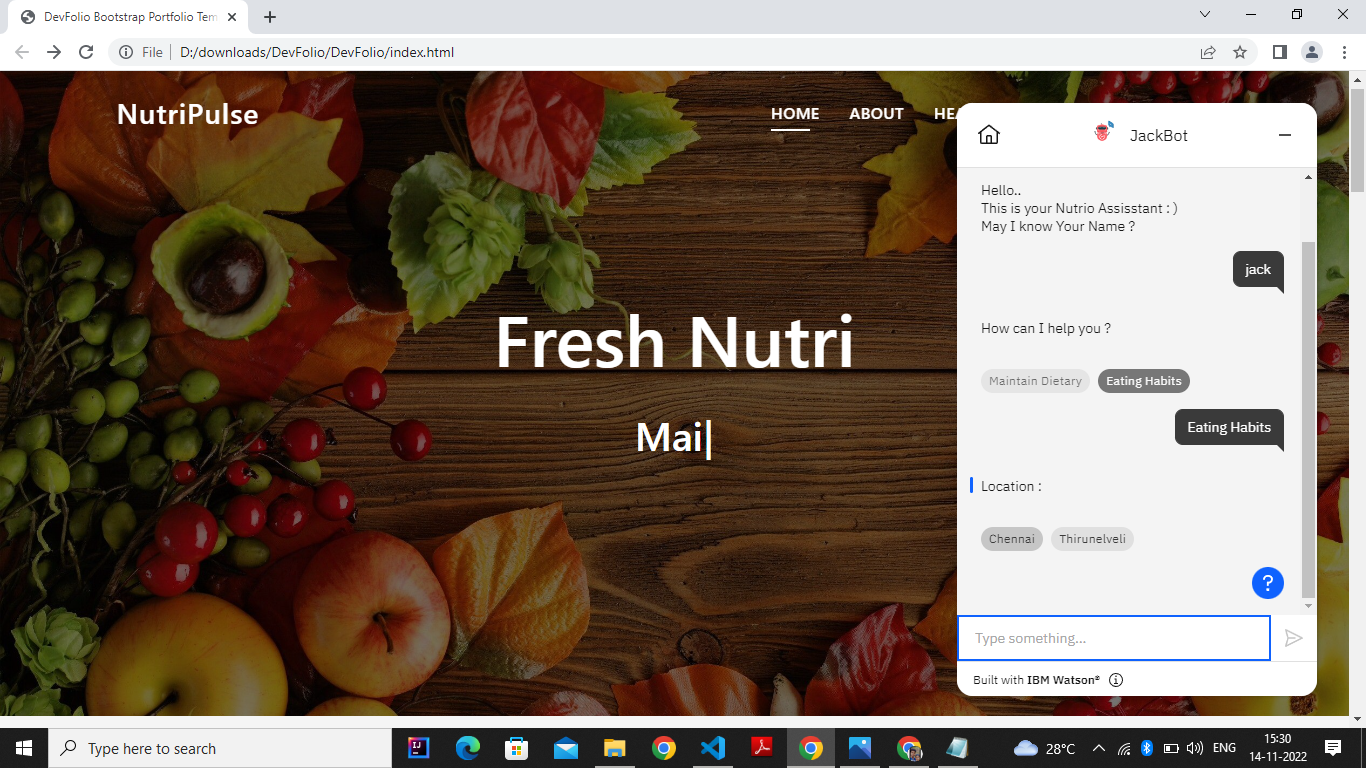 DevFolio Bootstrap Portfolio Tem
File
D:/downloads/DevFolio/DevFolio/index.html
NutriPulse
HOME ABOUT HEA
Fresh Nutri
Mai
JackBot
Hello..
This is your Nutrio Assisstant : )
May I know Your Name ?
jack
How can I help you ?
Maintain Dietary Eating Habits
Eating Habits
Location :
Chennai Thirunelveli
?
Type something...
Built with IBM Watson®
Type here to search
IJ
28°C
ENG
15:30
14-11-2022